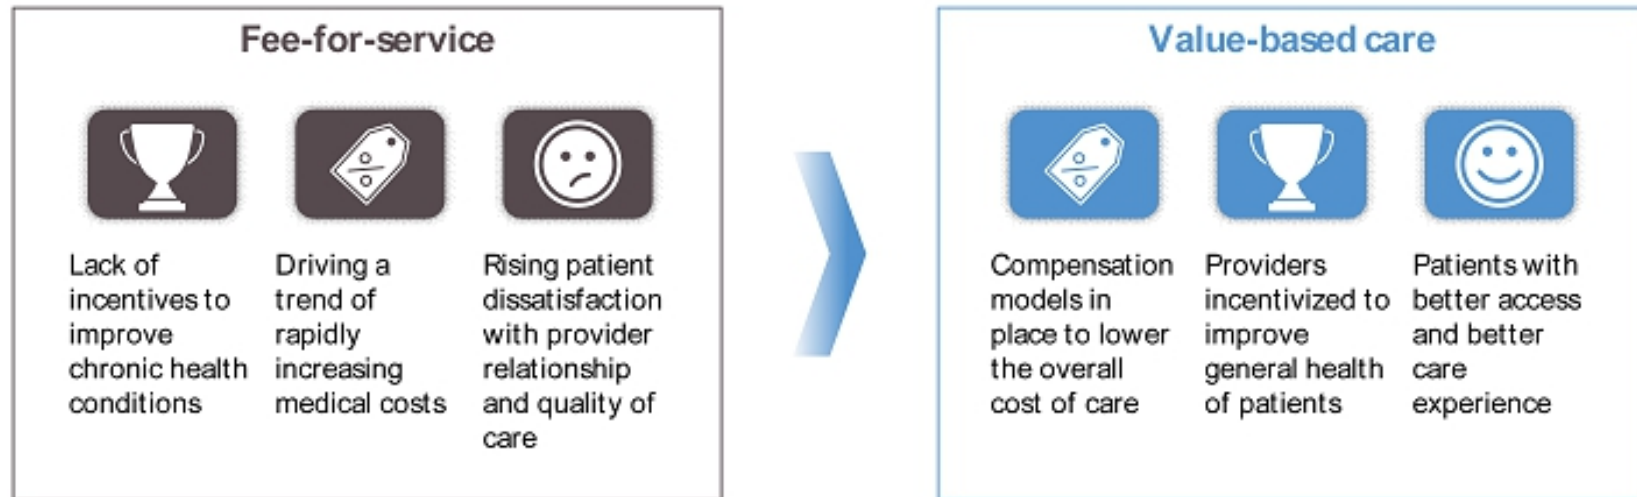 Fee-for-service
Lack of
incentives to
improve
chronic health
conditions
Driving a
trend of
rapidly
increasing
medical costs
Rising patient
dissatisfaction
with provider
relationship
and quality of
care
Value-based care
Compensation
models in
place to lower
the overall
cost of care
Providers
incentivized to
improve
general health
of patients
Patients with
better access
and better
care
experience